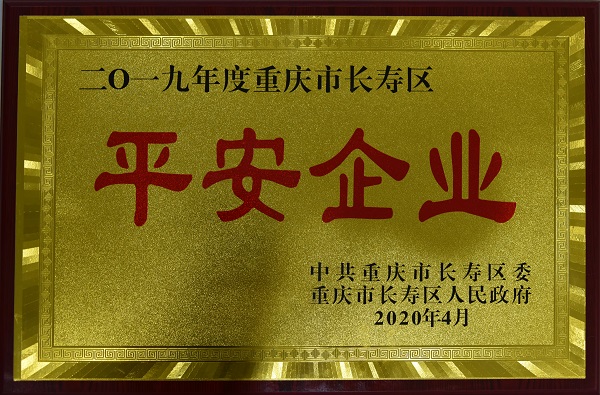 二〇一九年度重庆市长寿区
平安企业
中共重庆市长寿区委
重庆市长寿区人民政府
2020年4月